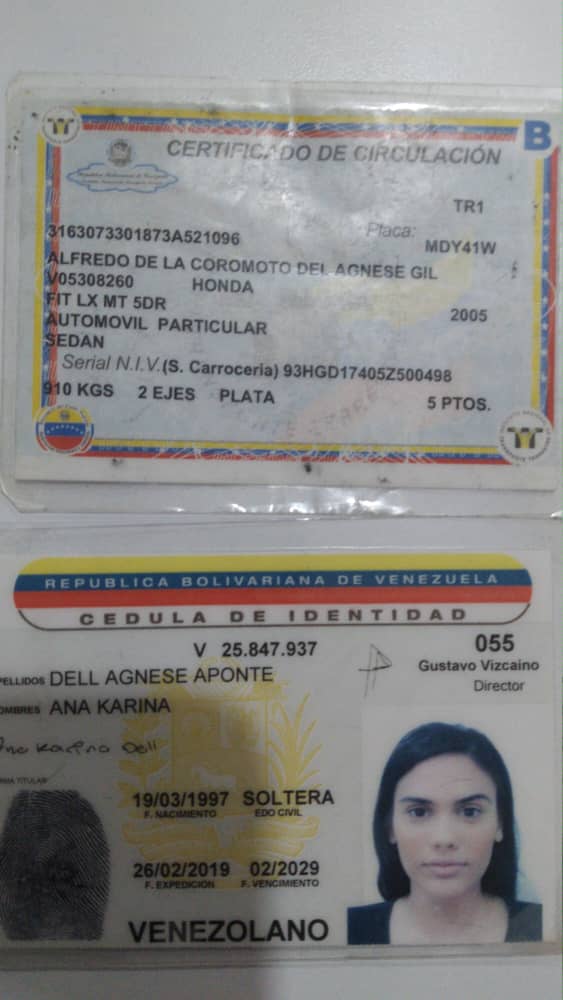 B
CERTIFICADO DE CIRCULACIÓN
República Bolivariana de Venezuela
TR1
3163073301873A521096
Placa:
MDY41W
ALFREDO DE LA COROMOTO DEL AGNESE GIL
V05308260 HONDA
FIT LX MT 5DR
2005
AUTOMOVIL PARTICULAR
SEDAN
Serial N.I.V.(S. Carroceria) 93HGD17405Z500498
910 KGS 2 EJES PLATA 5 PTOS.
REPUBLICA BOLIVARIANA DE VENEZUELA
CEDULA DE IDENTIDAD
V 25.847.937
055
Gustavo Vizcaino
Director
PELLIDOS DELL AGNESE APONTE
OMBRES ANA KARINA
Ana Karina Dell
RMA TITULAR
19/03/1997 SOLTERA
F. NACIMIENTO EDO CIVIL
26/02/2019 02/2029
F. EXPEDICIÓN F. VENCIMIENTO
VENEZOLANO